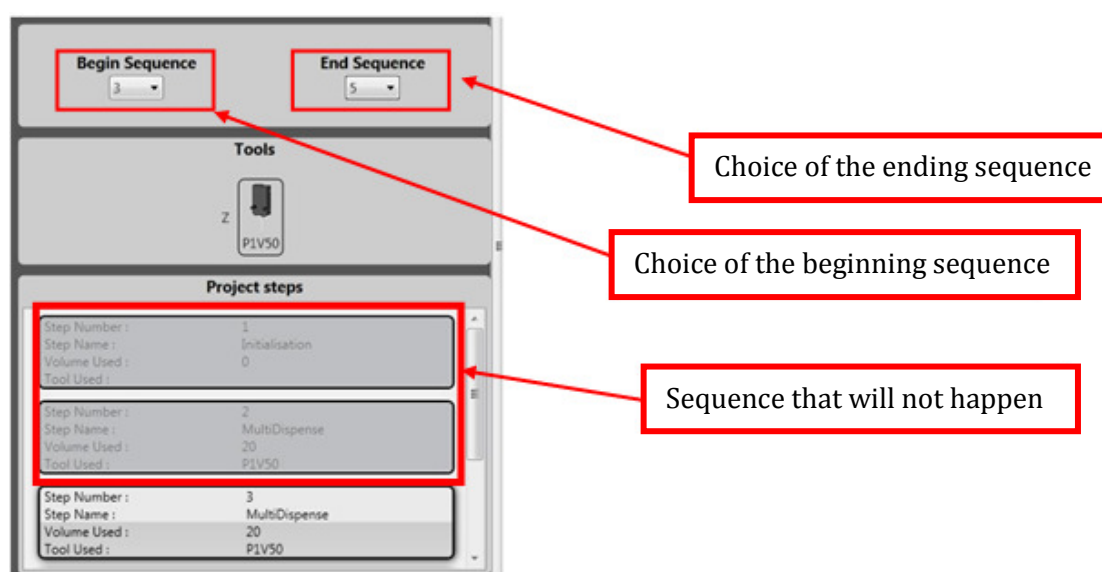 Begin Sequence
End Sequence
3
5
Choice of the ending sequence
Tools
Z
P1V50
Choice of the beginning sequence
Project steps
Step Number : 1
Step Name : Initialisation
Volume Used : 0
Tool Used :
Sequence that will not happen
Step Number : 2
Step Name : MultiDispense
Volume Used : 20
Tool Used : P1V50
Step Number : 3
Step Name : MultiDispense
Volume Used : 20
Tool Used : P1V50